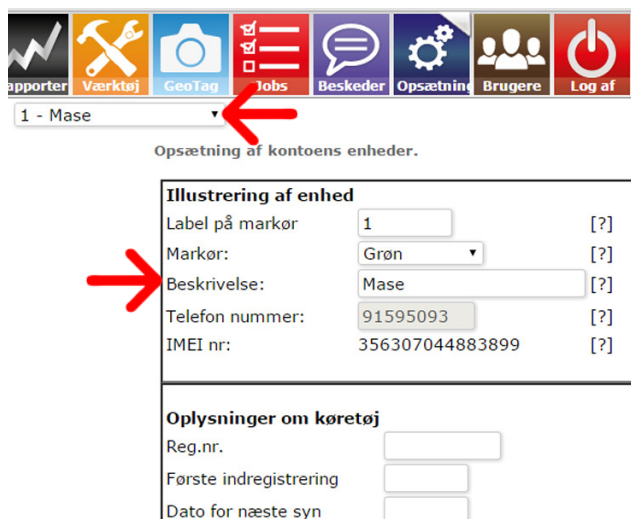 apporter Værktøj GeoTag Jobs Beskeder Opsætning Brugere Log af
1 - Mase
Opsætning af kontoens enheder.
Illustrering af enhed
Label på markør 1 [?]
Markør: Grøn [?]
Beskrivelse: Mase [?]
Telefon nummer: 91595093 [?]
IMEI nr: 356307044883899 [?]
Oplysninger om køretøj
Reg.nr.
Første indregistrering
Dato for næste syn